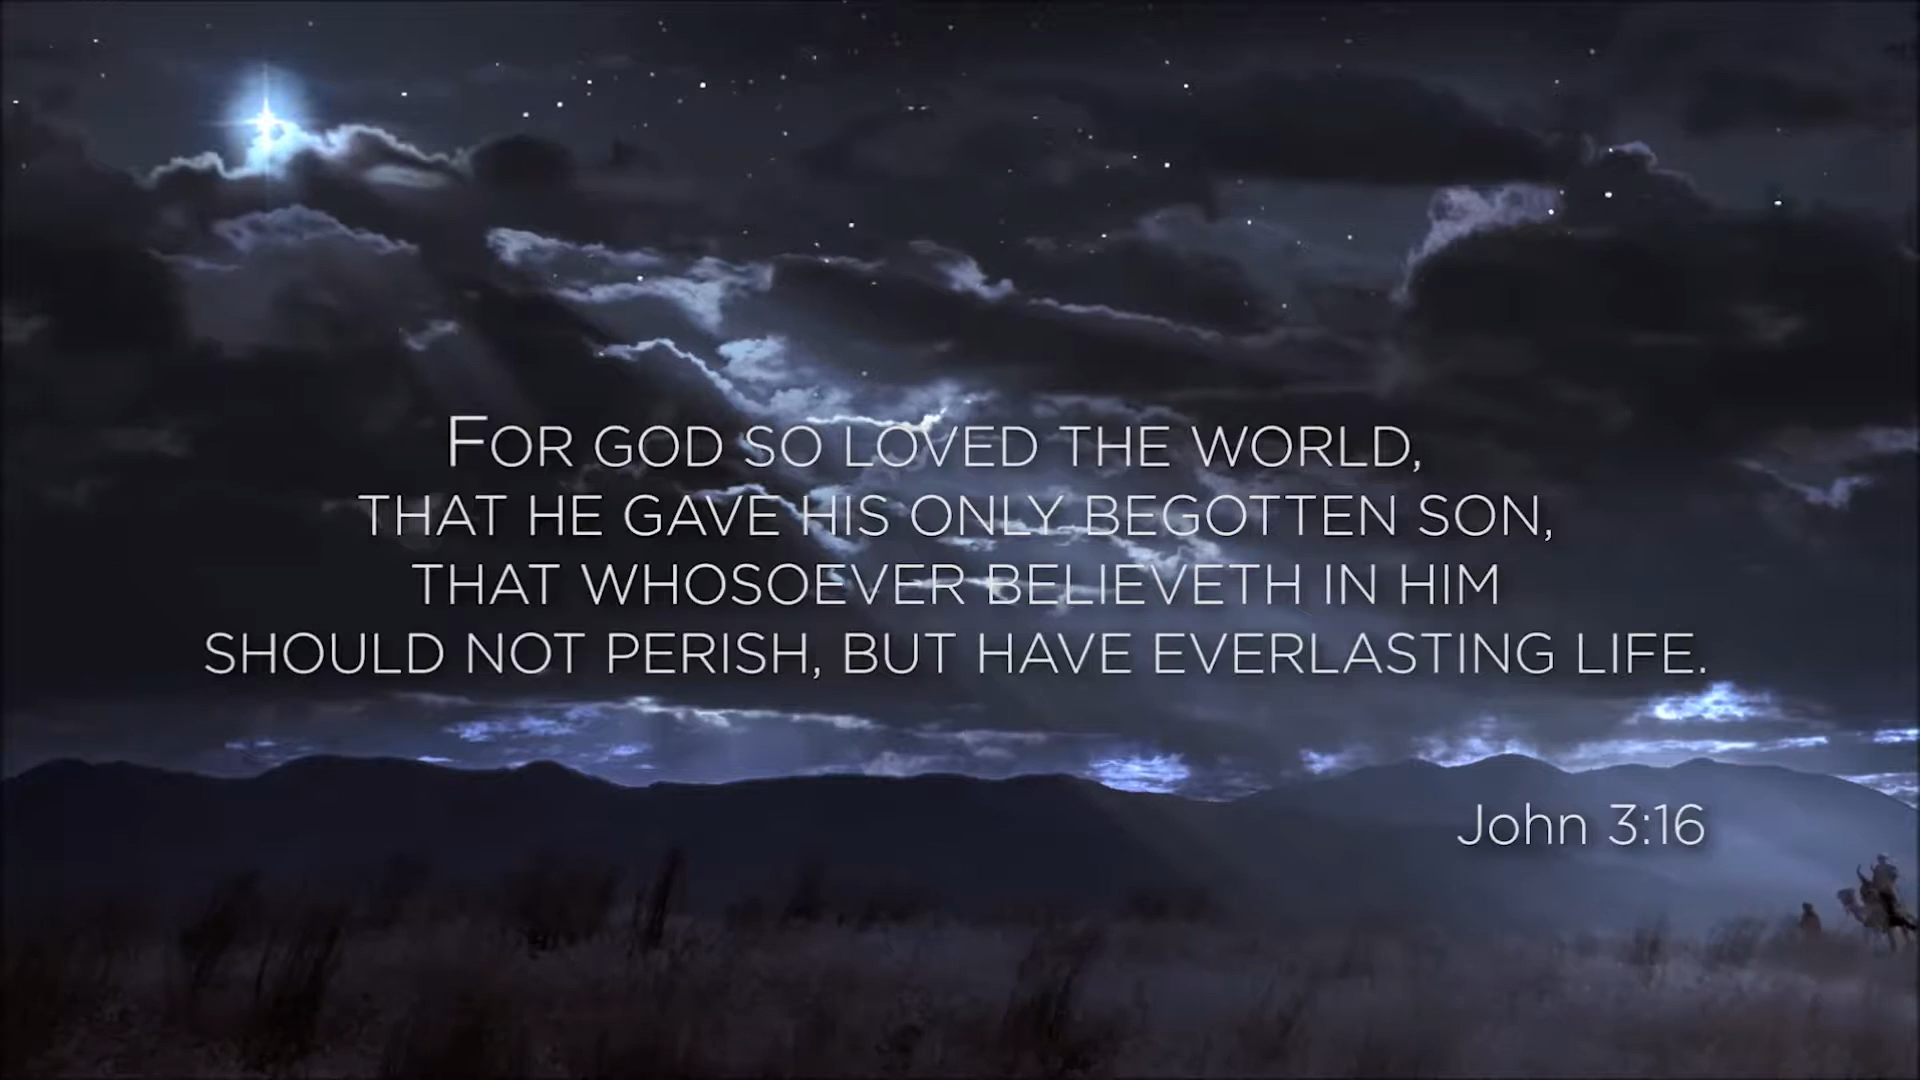 FOR GOD SO LOVED THE WORLD,
THAT HE GAVE HIS ONLY BEGOTTEN SON,
THAT WHOSOEVER BELIEVETH IN HIM
SHOULD NOT PERISH, BUT HAVE EVERLASTING LIFE.
John 3:16